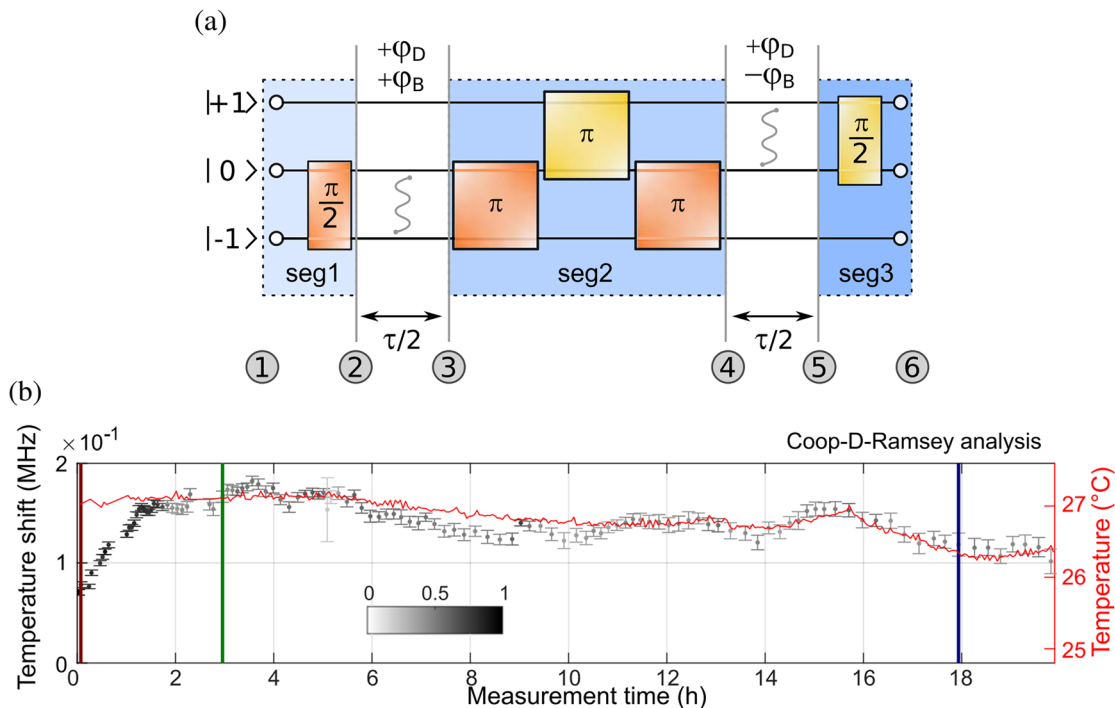 (a)
+φD +φD
+φB −φB
|+1>
π π/2
|0>
π/2 π π
|-1>
seg1 seg2 seg3
τ/2 τ/2
1 2 3 4 5 6
(b)
× 10⁻¹ Coop-D-Ramsey analysis
Temperature shift (MHz)
2
1
0
0 0.5 1
27
26
25
Temperature (°C)
0 2 4 6 8 10 12 14 16 18
Measurement time (h)